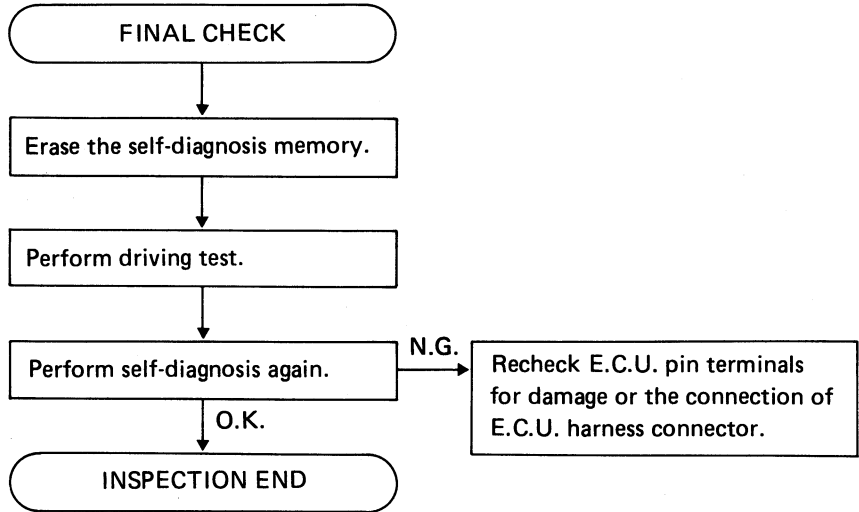 FINAL CHECK
Erase the self-diagnosis memory.
Perform driving test.
Perform self-diagnosis again.
N.G.
Recheck E.C.U. pin terminals
for damage or the connection of
E.C.U. harness connector.
O.K.
INSPECTION END